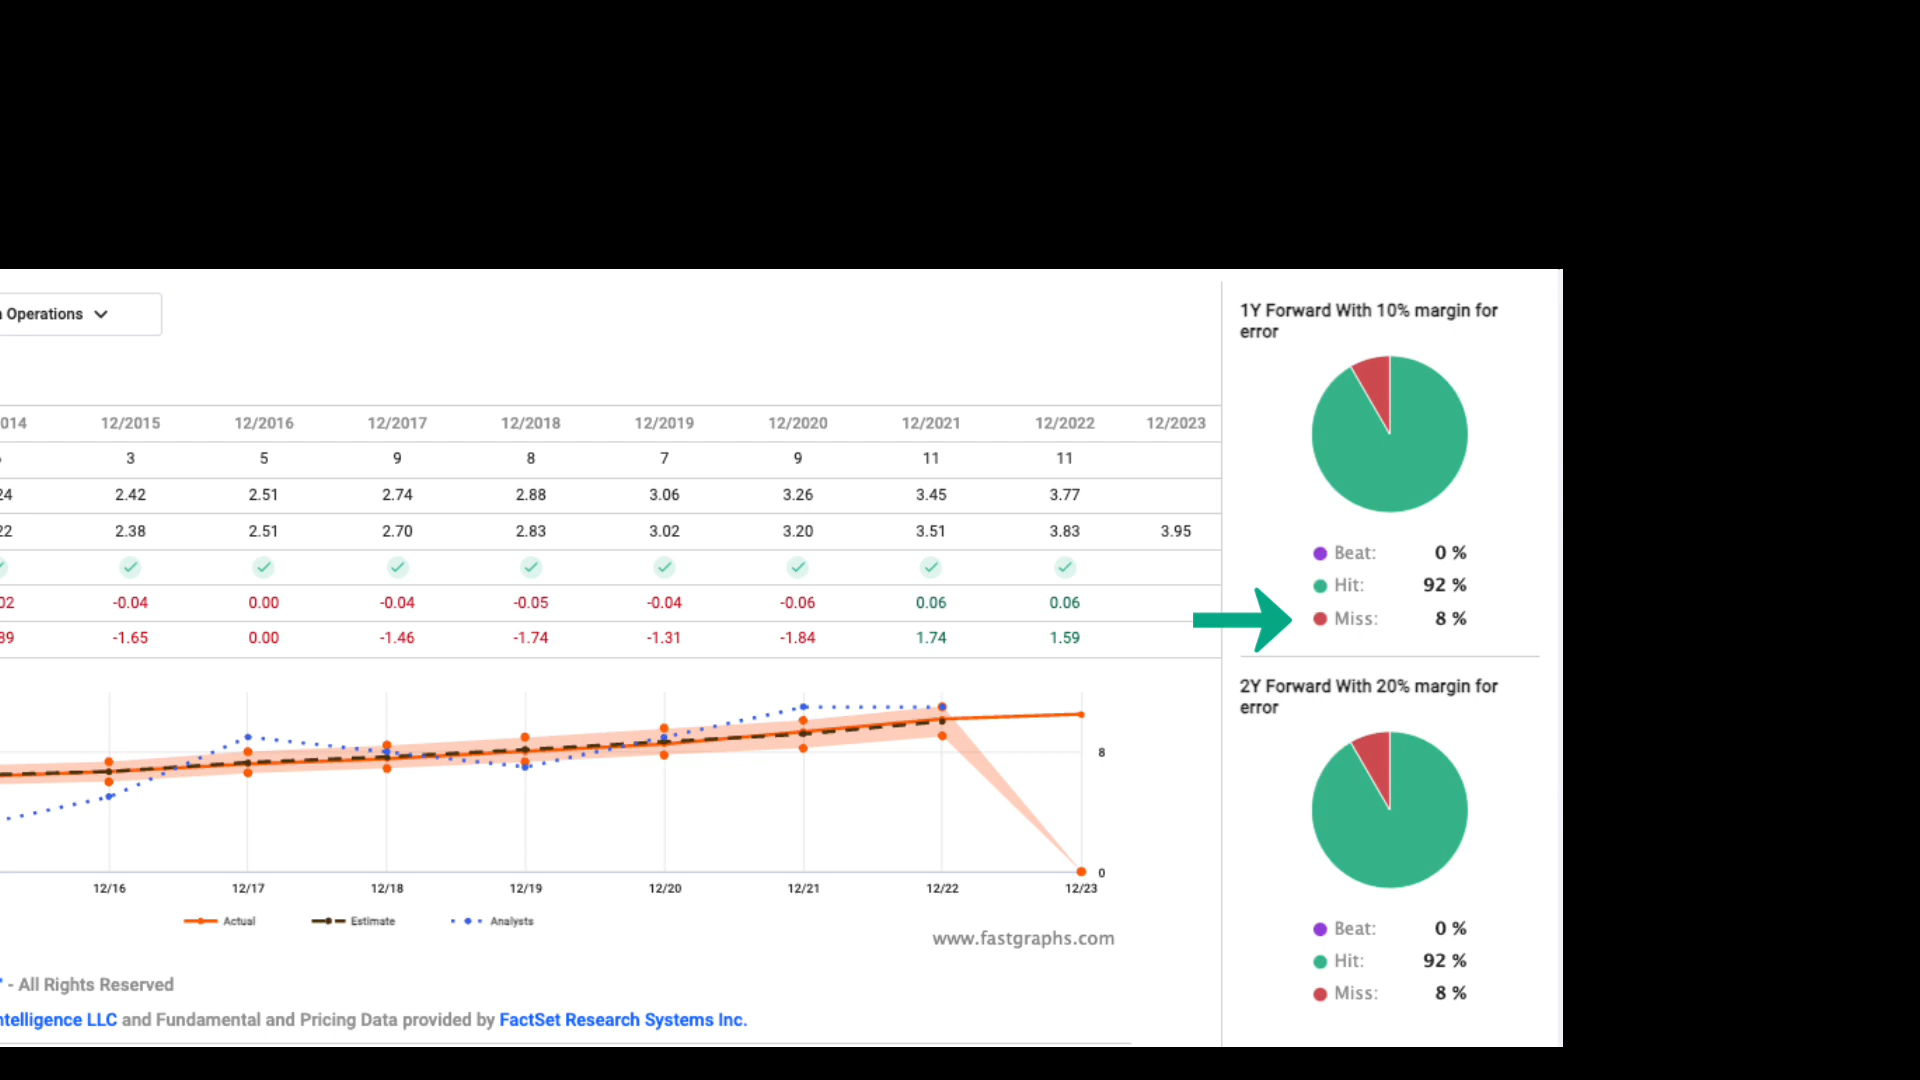 Operations
014 12/2015 12/2016 12/2017 12/2018 12/2019 12/2020 12/2021 12/2022 12/2023
3 5 9 8 7 9 11 11
24 2.42 2.51 2.74 2.88 3.06 3.26 3.45 3.77
22 2.38 2.51 2.70 2.83 3.02 3.20 3.51 3.83 3.95
02 -0.04 0.00 -0.04 -0.05 -0.04 -0.06 0.06 0.06
89 -1.65 0.00 -1.46 -1.74 -1.31 -1.84 1.74 1.59
8
0
12/16 12/17 12/18 12/19 12/20 12/21 12/22 12/23
Actual Estimate Analysts
www.fastgraphs.com
- All Rights Reserved
ntelligence LLC and Fundamental and Pricing Data provided by FactSet Research Systems Inc.
1Y Forward With 10% margin for
error
Beat: 0 %
Hit: 92 %
Miss: 8 %
2Y Forward With 20% margin for
error
Beat: 0 %
Hit: 92 %
Miss: 8 %